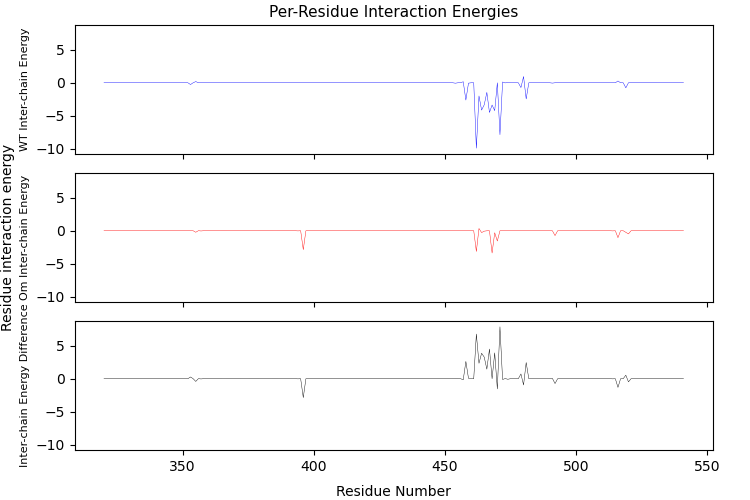 Per-Residue Interaction Energies
Residue interaction energy
WT Inter-chain Energy
5
0
−5
−10
Om Inter-chain Energy
5
0
−5
−10
Inter-chain Energy Difference
5
0
−5
−10
350
400
450
500
550
Residue Number